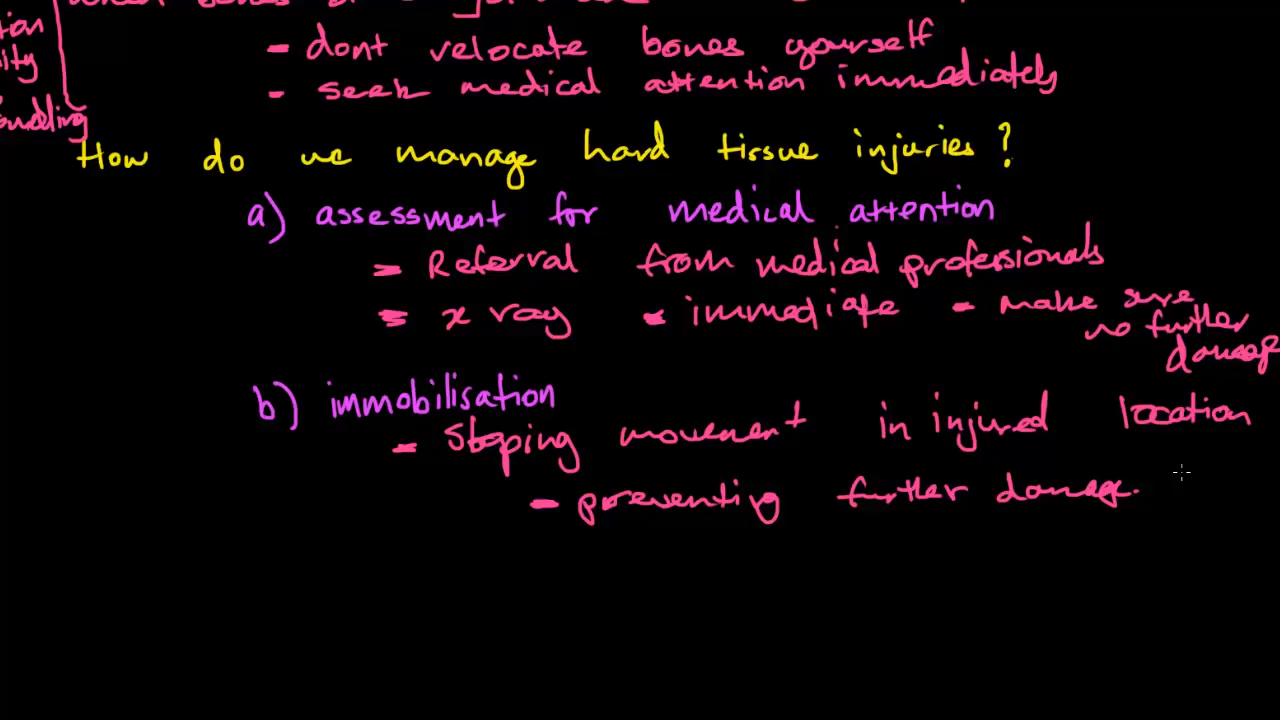 - dont velocate bones yourself
- seek medical attention immediately
How do we manage hard tissue injuries?
a) assessment for medical attention
- Referral from medical professionals
- x ray - immediate - make sure
no further
damage
b) immobilisation
- stoping movement in injured location
- preventing further damage.